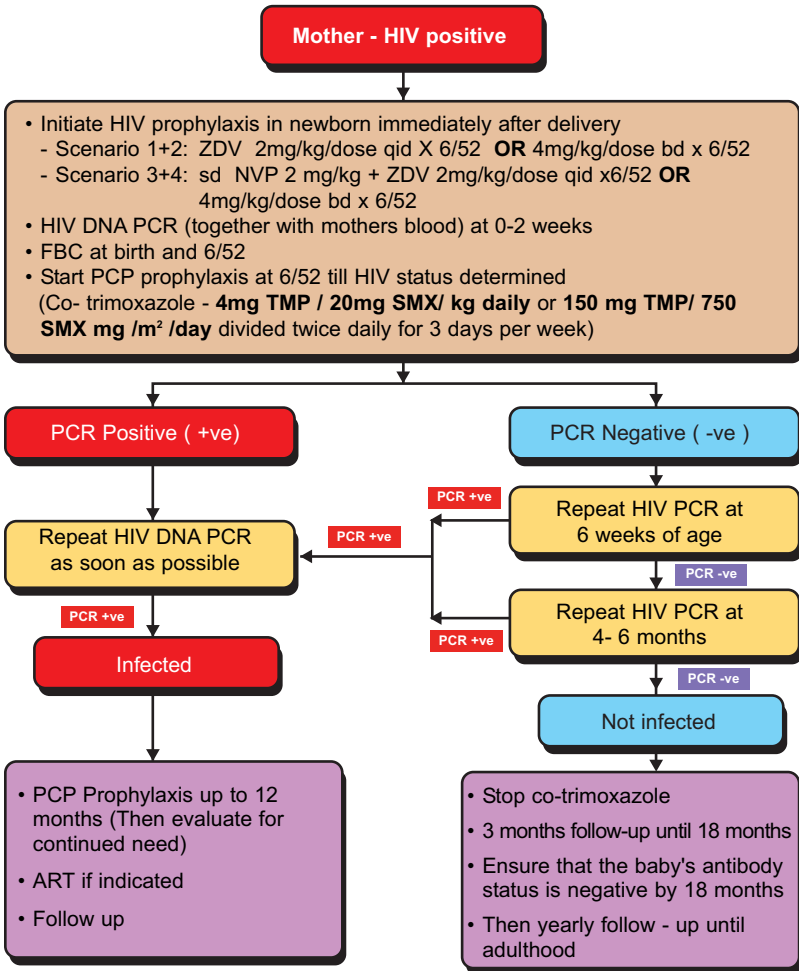 Mother - HIV positive
• Initiate HIV prophylaxis in newborn immediately after delivery
- Scenario 1+2: ZDV 2mg/kg/dose qid X 6/52 OR 4mg/kg/dose bd x 6/52
- Scenario 3+4: sd NVP 2 mg/kg + ZDV 2mg/kg/dose qid x6/52 OR
4mg/kg/dose bd x 6/52
• HIV DNA PCR (together with mothers blood) at 0-2 weeks
• FBC at birth and 6/52
• Start PCP prophylaxis at 6/52 till HIV status determined
(Co- trimoxazole - 4mg TMP / 20mg SMX/ kg daily or 150 mg TMP/ 750
SMX mg /m² /day divided twice daily for 3 days per week)
PCR Positive ( +ve)
PCR Negative ( -ve )
PCR +ve
Repeat HIV PCR at
6 weeks of age
Repeat HIV DNA PCR
as soon as possible
PCR +ve
PCR -ve
PCR +ve
Repeat HIV PCR at
4- 6 months
PCR +ve
Infected
PCR -ve
Not infected
• PCP Prophylaxis up to 12
months (Then evaluate for
continued need)
• ART if indicated
• Follow up
• Stop co-trimoxazole
• 3 months follow-up until 18 months
• Ensure that the baby's antibody
status is negative by 18 months
• Then yearly follow - up until
adulthood